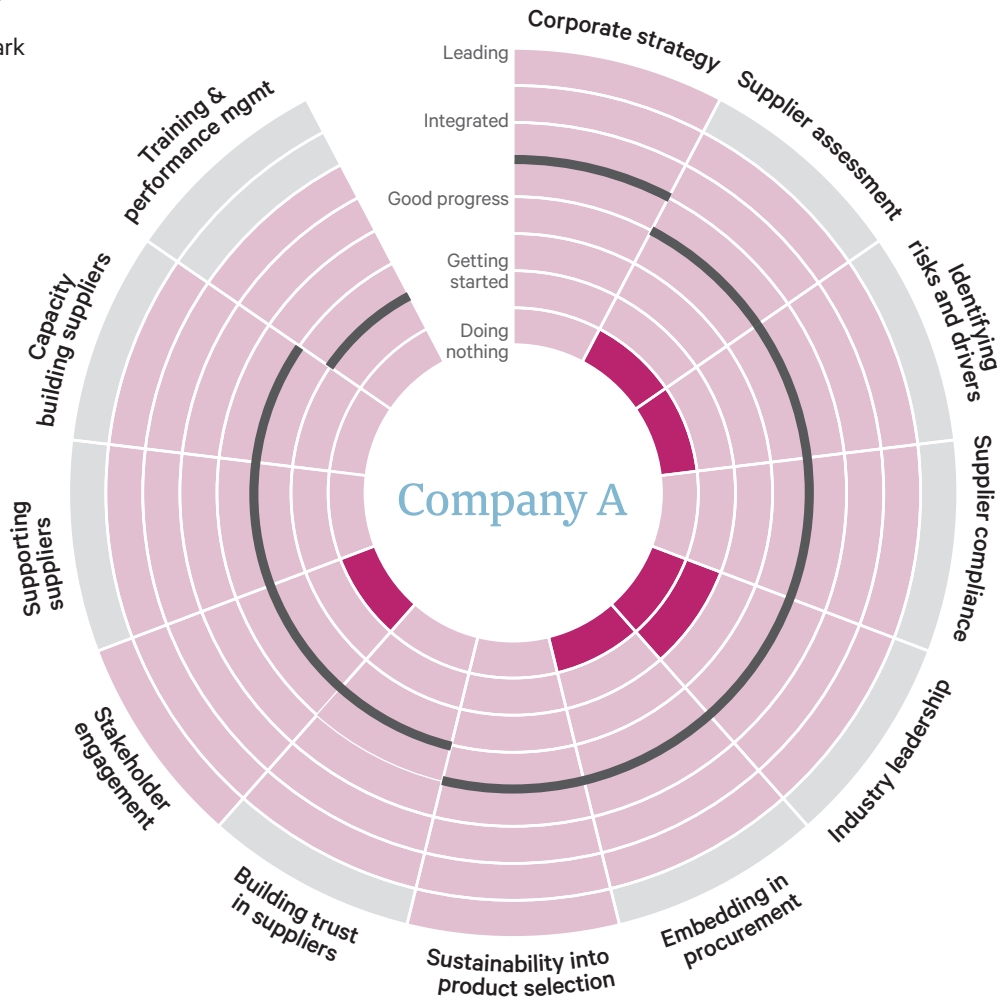 ark
Corporate strategy
Supplier assessment
Identifying
risks and drivers
Supplier compliance
Industry leadership
Embedding in
procurement
Sustainability into
product selection
Building trust
in suppliers
Stakeholder
engagement
Supporting
suppliers
Capacity
building suppliers
Training &
performance mgmt
Leading
Integrated
Good progress
Getting
started
Doing
nothing
Company A